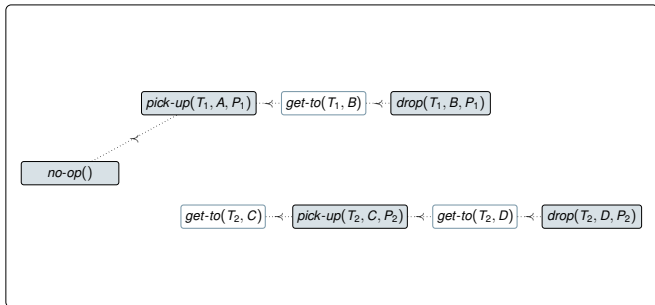 pick-up(T₁, A, P₁) ≺ get-to(T₁, B) ≺ drop(T₁, B, P₁)
≺
no-op()
get-to(T₂, C) ≺ pick-up(T₂, C, P₂) ≺ get-to(T₂, D) ≺ drop(T₂, D, P₂)